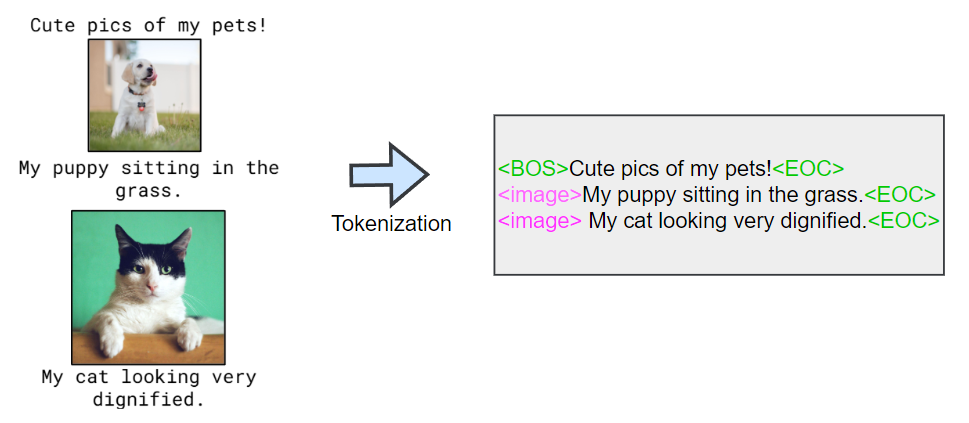 Cute pics of my pets!
My puppy sitting in the
grass.
My cat looking very
dignified.
Tokenization
<BOS>Cute pics of my pets!<EOC>
<image>My puppy sitting in the grass.<EOC>
<image> My cat looking very dignified.<EOC>